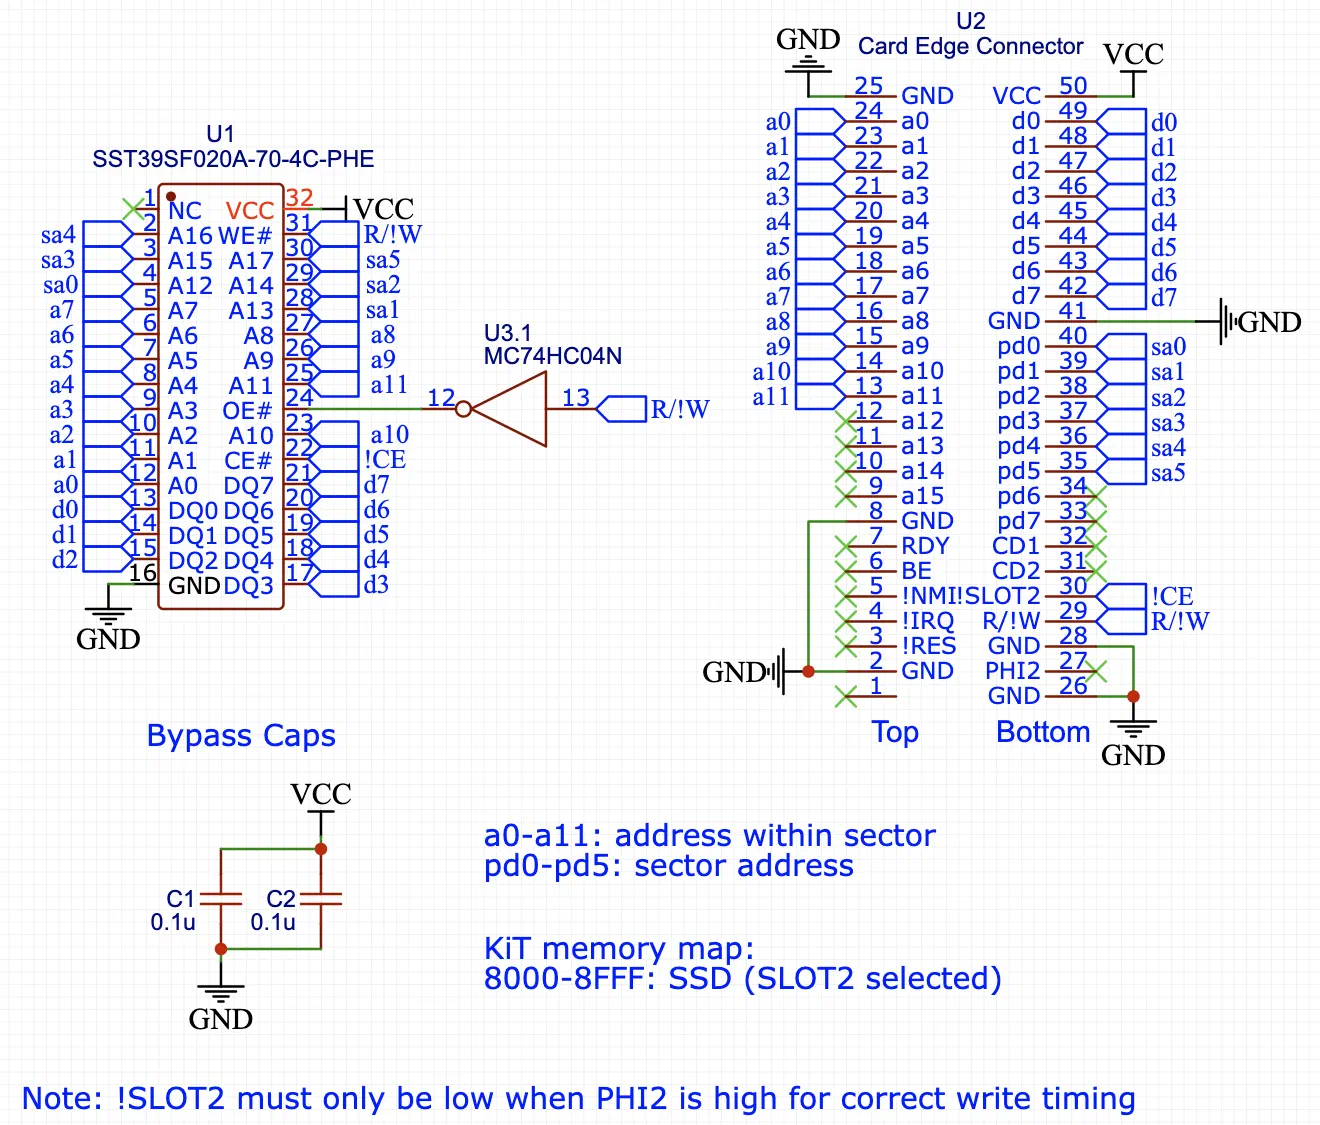 U1
SST39SF020A-70-4C-PHE
1 NC VCC 32 VCC
sa4 2 A16 WE# 31 R/!W
sa3 3 A15 A17 30 sa5
sa0 4 A12 A14 29 sa2
a7 5 A7 A13 28 sa1
a6 6 A6 A8 27 a8
a5 7 A5 A9 26 a9
a4 8 A4 A11 25 a11
a3 9 A3 OE# 24
a2 10 A2 A10 23 a10
a1 11 A1 CE# 22 !CE
a0 12 A0 DQ7 21 d7
d0 13 DQ0 DQ6 20 d6
d1 14 DQ1 DQ5 19 d5
d2 15 DQ2 DQ4 18 d4
16 GND DQ3 17 d3
GND
U3.1
MC74HC04N
12 13 R/!W
U2
Card Edge Connector
GND VCC
25 GND VCC 50
a0 24 a0 d0 49 d0
a1 23 a1 d1 48 d1
a2 22 a2 d2 47 d2
a3 21 a3 d3 46 d3
a4 20 a4 d4 45 d4
a5 19 a5 d5 44 d5
a6 18 a6 d6 43 d6
a7 17 a7 d7 42 d7
a8 16 a8 GND 41 GND
a9 15 a9 pd0 40 sa0
a10 14 a10 pd1 39 sa1
a11 13 a11 pd2 38 sa2
12 a12 pd3 37 sa3
11 a13 pd4 36 sa4
10 a14 pd5 35 sa5
9 a15 pd6 34
8 GND pd7 33
7 RDY CD1 32
6 BE CD2 31
5 !NMI !SLOT2 30 !CE
4 !IRQ R/!W 29 R/!W
3 !RES GND 28
GND 2 GND PHI2 27
1 GND 26
Top Bottom
GND
Bypass Caps
VCC
C1 C2
0.1u 0.1u
GND
a0-a11: address within sector
pd0-pd5: sector address
KiT memory map:
8000-8FFF: SSD (SLOT2 selected)
Note: !SLOT2 must only be low when PHI2 is high for correct write timing